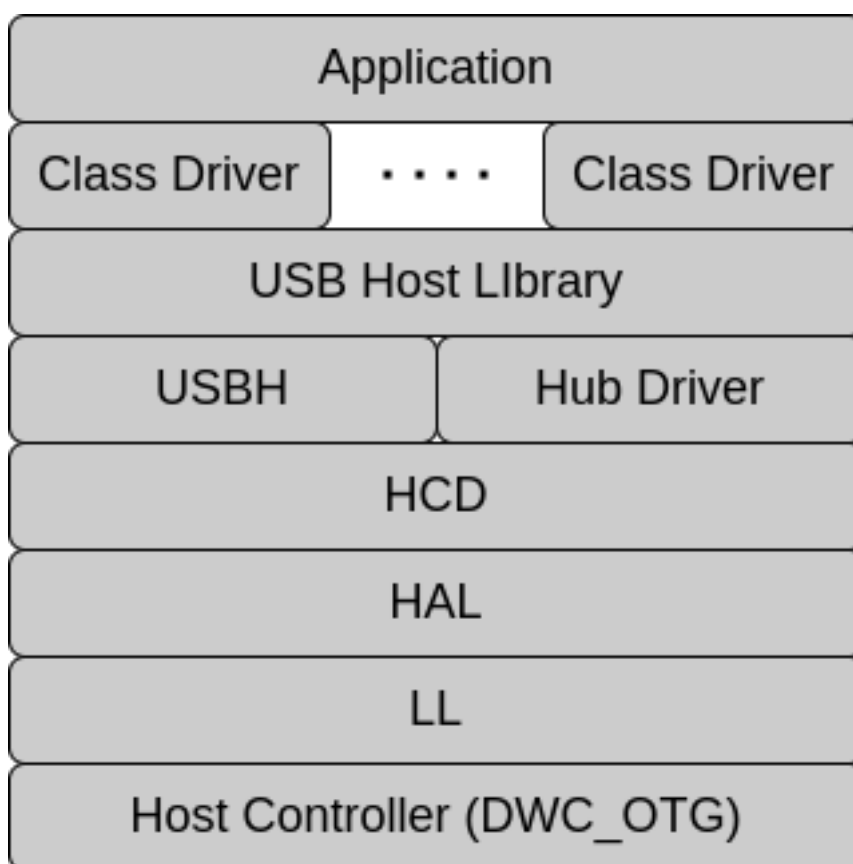 Application
Class Driver .... Class Driver
USB Host LIbrary
USBH Hub Driver
HCD
HAL
LL
Host Controller (DWC_OTG)